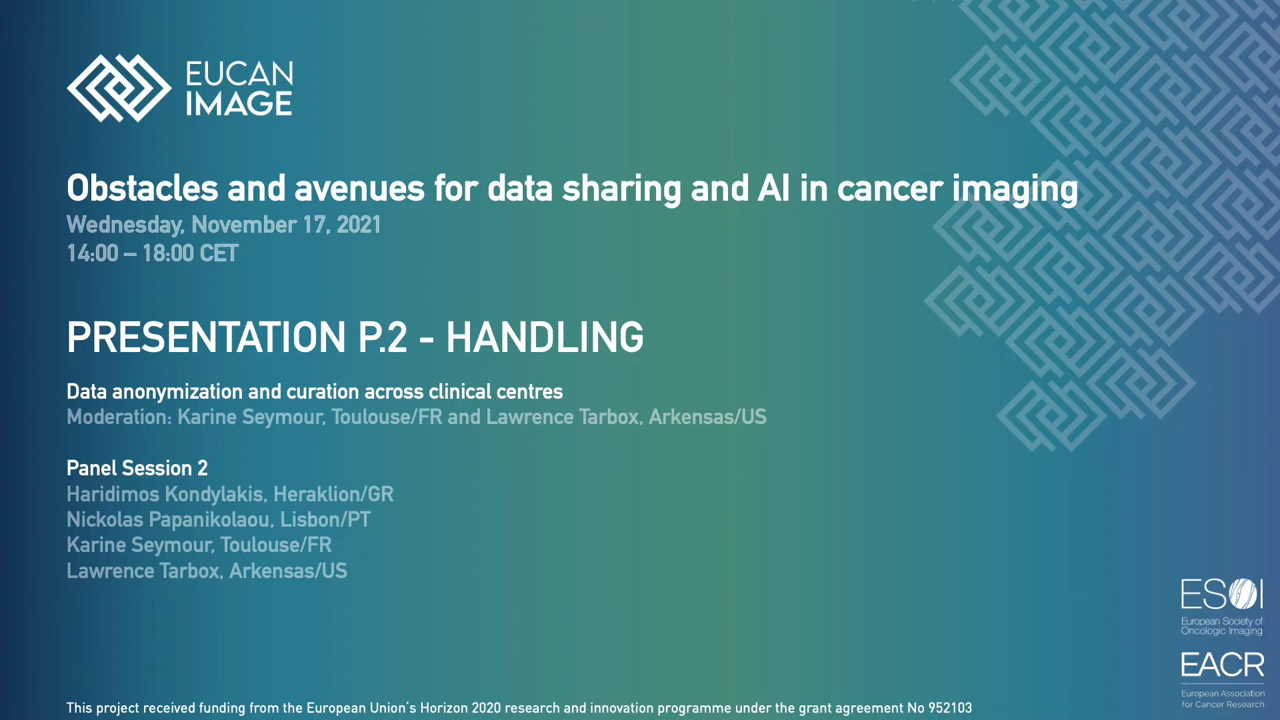 EUCAN
IMAGE
Obstacles and avenues for data sharing and AI in cancer imaging
Wednesday, November 17, 2021
14:00 – 18:00 CET
PRESENTATION P.2 - HANDLING
Data anonymization and curation across clinical centres
Moderation: Karine Seymour, Toulouse/FR and Lawrence Tarbox, Arkansas/US
Panel Session 2
Haridimos Kondylakis, Heraklion/GR
Nickolas Papanikolaou, Lisbon/PT
Karine Seymour, Toulouse/FR
Lawrence Tarbox, Arkensas/US
ESOI
European Society of
Oncologic Imaging
EACR
European Association
for Cancer Research
This project received funding from the European Union's Horizon 2020 research and innovation programme under the grant agreement No 952103